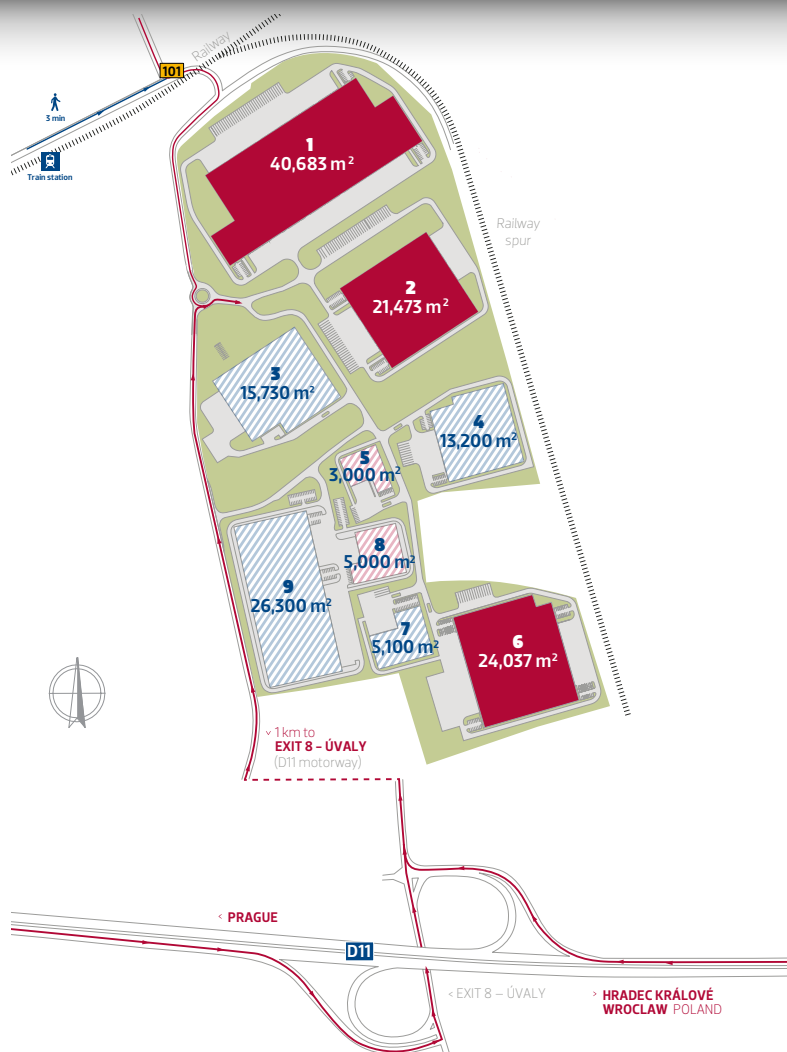 Railway
101
3 min
Train station
1
40,683 m²
Railway
spur
2
21,473 m²
3
15,730 m²
4
13,200 m²
5
3,000 m²
8
5,000 m²
9
26,300 m²
7
5,100 m²
6
24,037 m²
˅ 1 km to
EXIT 8 – ÚVALY
(D11 motorway)
‹ PRAGUE
D11
‹ EXIT 8 – ÚVALY
› HRADEC KRÁLOVÉ
WROCLAW POLAND